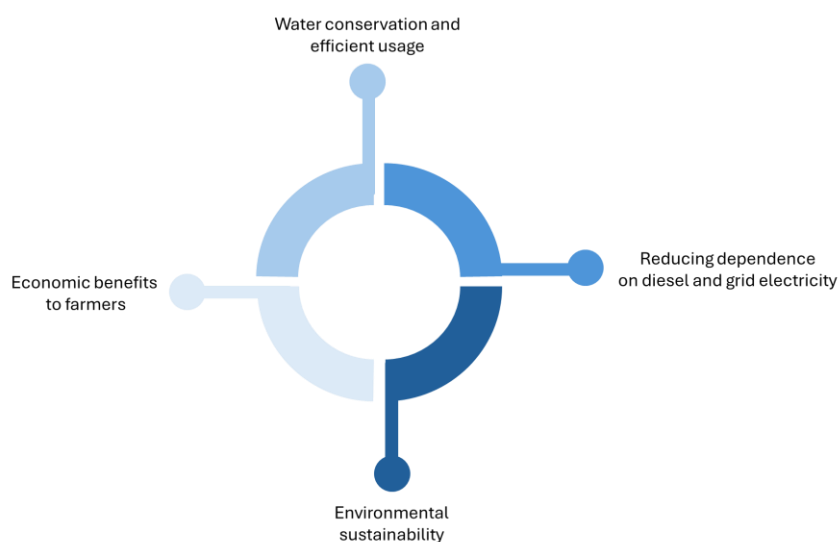 Water conservation and
efficient usage
Reducing dependence
on diesel and grid electricity
Economic benefits
to farmers
Environmental
sustainability